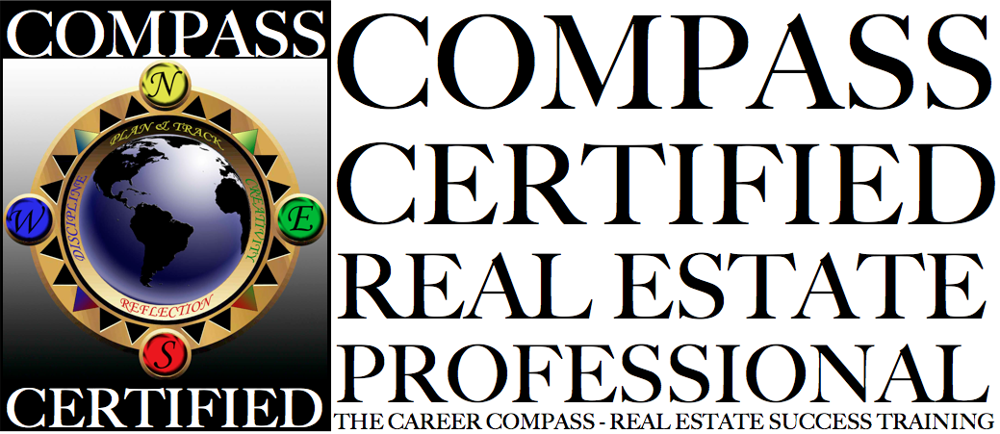 COMPASS
N
PLAN & TRACK
W
DISCIPLINE
CREATIVITY
E
REFLECTION
S
CERTIFIED
COMPASS
CERTIFIED
REAL ESTATE
PROFESSIONAL
THE CAREER COMPASS - REAL ESTATE SUCCESS TRAINING